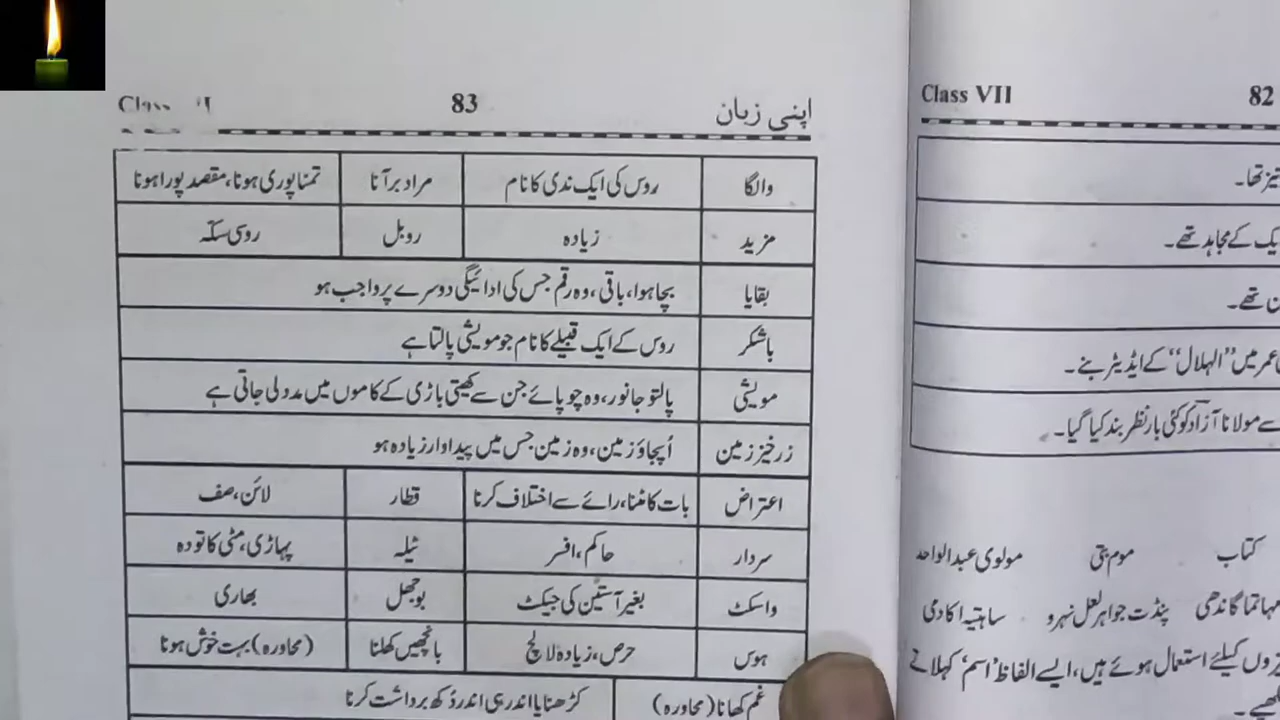 اپنی زبان 83
والگا روس کی ایک ندی کا نام مراد برآنا تمنا پوری ہونا، مقصد پورا ہونا
مزید زیادہ روبل روسی سکّہ
بقایا بچا ہوا، باقی، وہ رقم جس کی ادائیگی دوسرے پر واجب ہو
باشکر روس کے ایک قبیلے کا نام جو مویشی پالتا ہے
مویشی پالتو جانور، وہ چوپائے جن سے کھیتی باڑی کے کاموں میں مدد لی جاتی ہے
زرخیز زمین اُپجاؤ زمین، وہ زمین جس میں پیداوار زیادہ ہو
اعتراض بات کاٹنا، رائے سے اختلاف کرنا قطار لائن، صف
سردار حاکم، افسر ٹیلہ پہاڑی، مٹی کا تودہ
واسکٹ بغیر آستین کی جیکٹ بوجھل بھاری
ہوس حرص، زیادہ لالچ بانچھیں کھلنا (محاورہ) بہت خوش ہونا
غم کھانا (محاورہ) کڑھنا یا اندر ہی اندر دُکھ برداشت کرنا
82 Class VII
تیز تھا۔
یک کے مجاہد تھے۔
ن تھے۔
عمر میں ”الہلال“ کے ایڈیٹر بنے۔
سے مولانا آزاد کو کئی بار نظر بند کیا گیا۔
کتاب موم بتی مولوی عبدالواحد
مہاتما گاندھی پنڈت جواہر لعل نہرو ساہتیہ اکادمی
کیلئے استعمال ہوئے ہیں، ایسے الفاظ ’اسم‘ کہلاتے